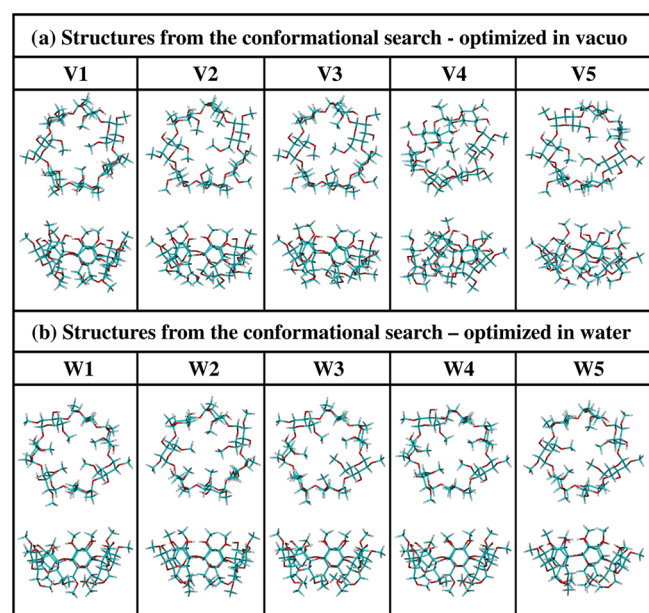 (a) Structures from the conformational search - optimized in vacuo
V1 V2 V3 V4 V5
(b) Structures from the conformational search – optimized in water
W1 W2 W3 W4 W5